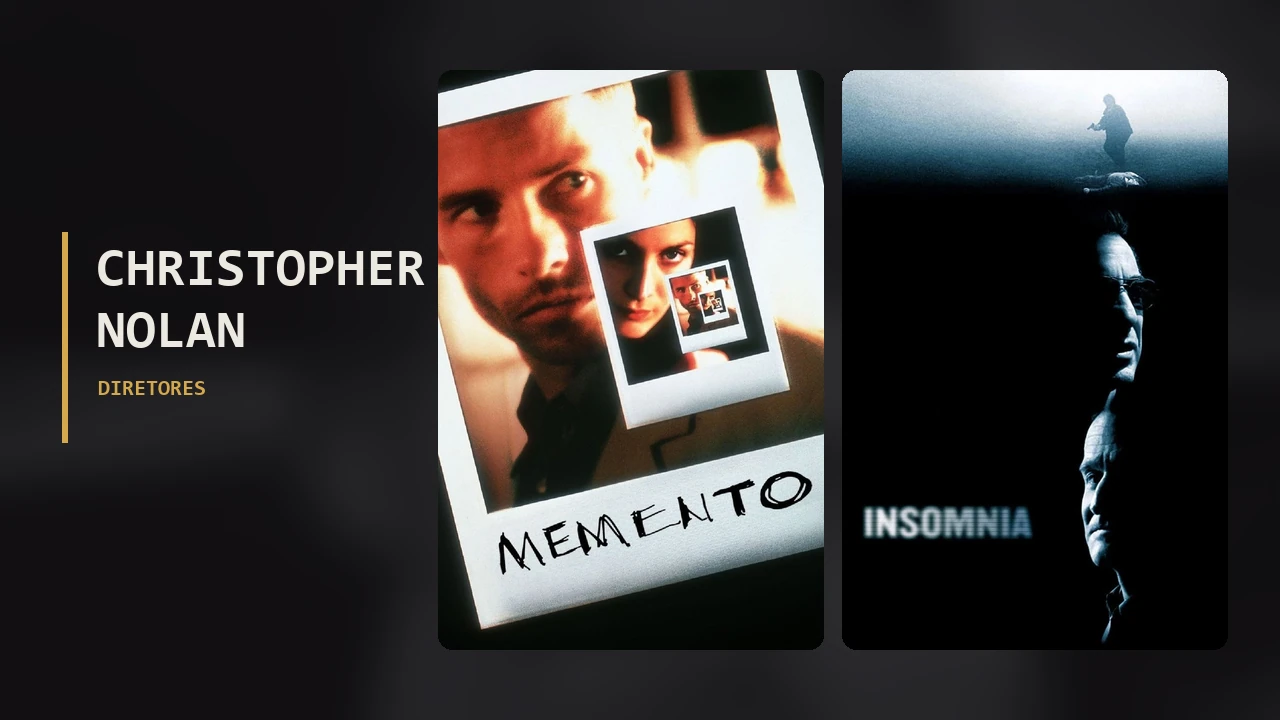 CHRISTOPHER
NOLAN
DIRETORES
MEMENTO
INSOMNIA